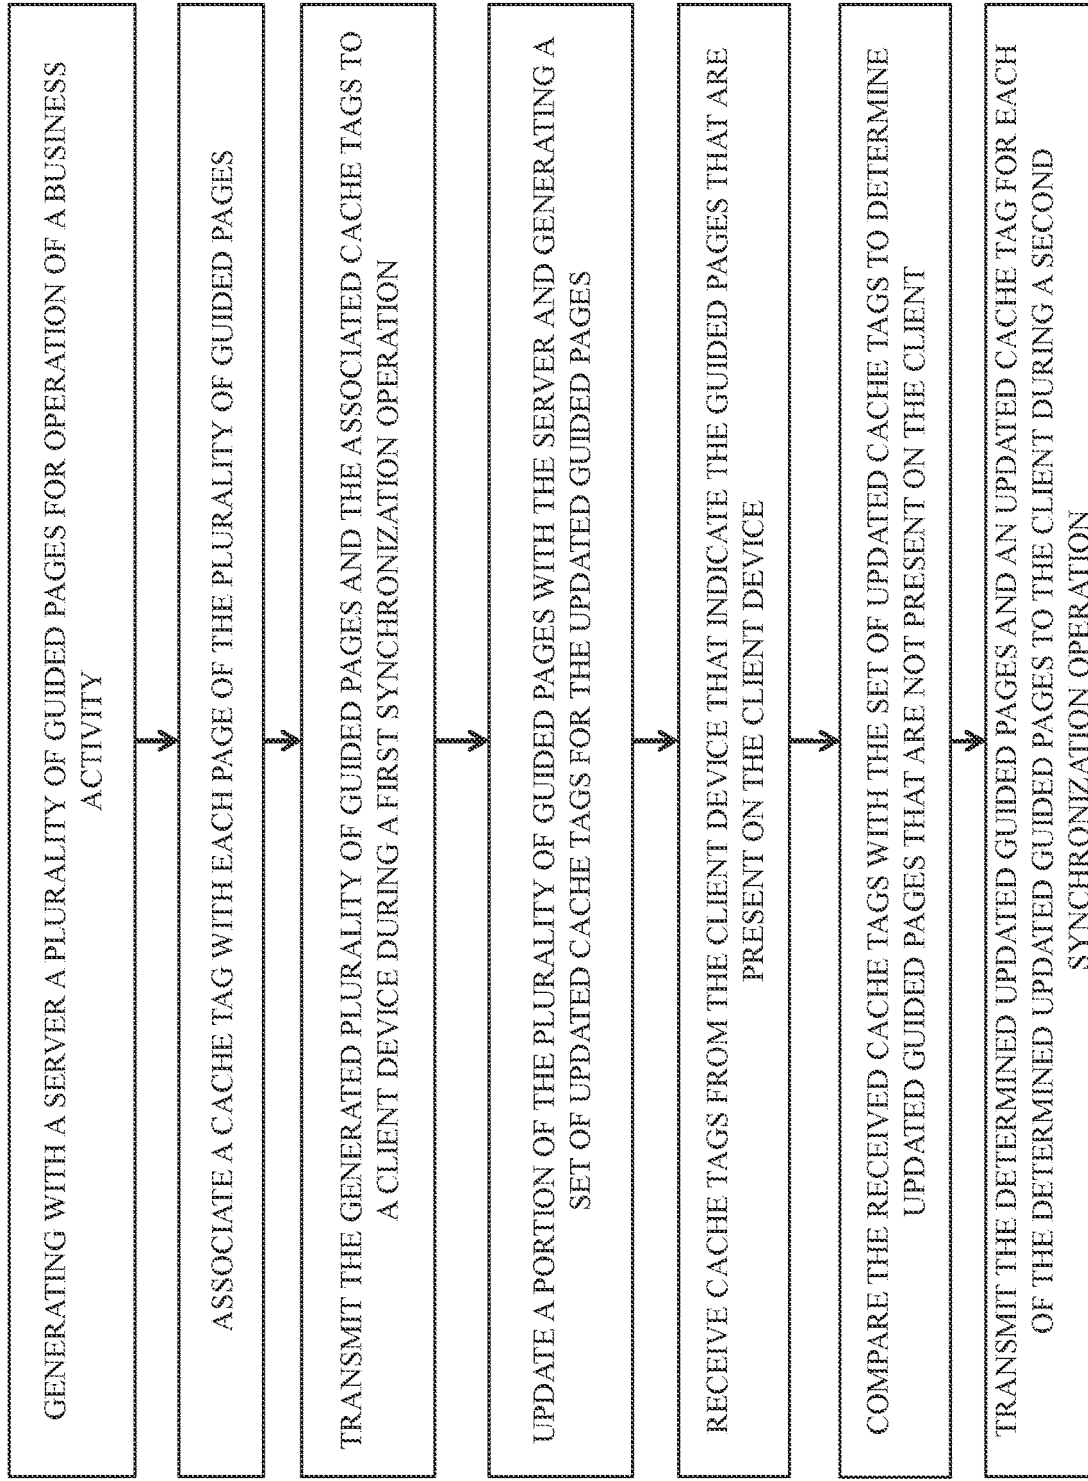 GENERATING WITH A SERVER A PLURALITY OF GUIDED PAGES FOR OPERATION OF A BUSINESS
ACTIVITY
ASSOCIATE A CACHE TAG WITH EACH PAGE OF THE PLURALITY OF GUIDED PAGES
TRANSMIT THE GENERATED PLURALITY OF GUIDED PAGES AND THE ASSOCIATED CACHE TAGS TO
A CLIENT DEVICE DURING A FIRST SYNCHRONIZATION OPERATION
UPDATE A PORTION OF THE PLURALITY OF GUIDED PAGES WITH THE SERVER AND GENERATING A
SET OF UPDATED CACHE TAGS FOR THE UPDATED GUIDED PAGES
RECEIVE CACHE TAGS FROM THE CLIENT DEVICE THAT INDICATE THE GUIDED PAGES THAT ARE
PRESENT ON THE CLIENT DEVICE
COMPARE THE RECEIVED CACHE TAGS WITH THE SET OF UPDATED CACHE TAGS TO DETERMINE
UPDATED GUIDED PAGES THAT ARE NOT PRESENT ON THE CLIENT
TRANSMIT THE DETERMINED UPDATED GUIDED PAGES AND AN UPDATED CACHE TAG FOR EACH
OF THE DETERMINED UPDATED GUIDED PAGES TO THE CLIENT DURING A SECOND
SYNCHRONIZATION OPERATION